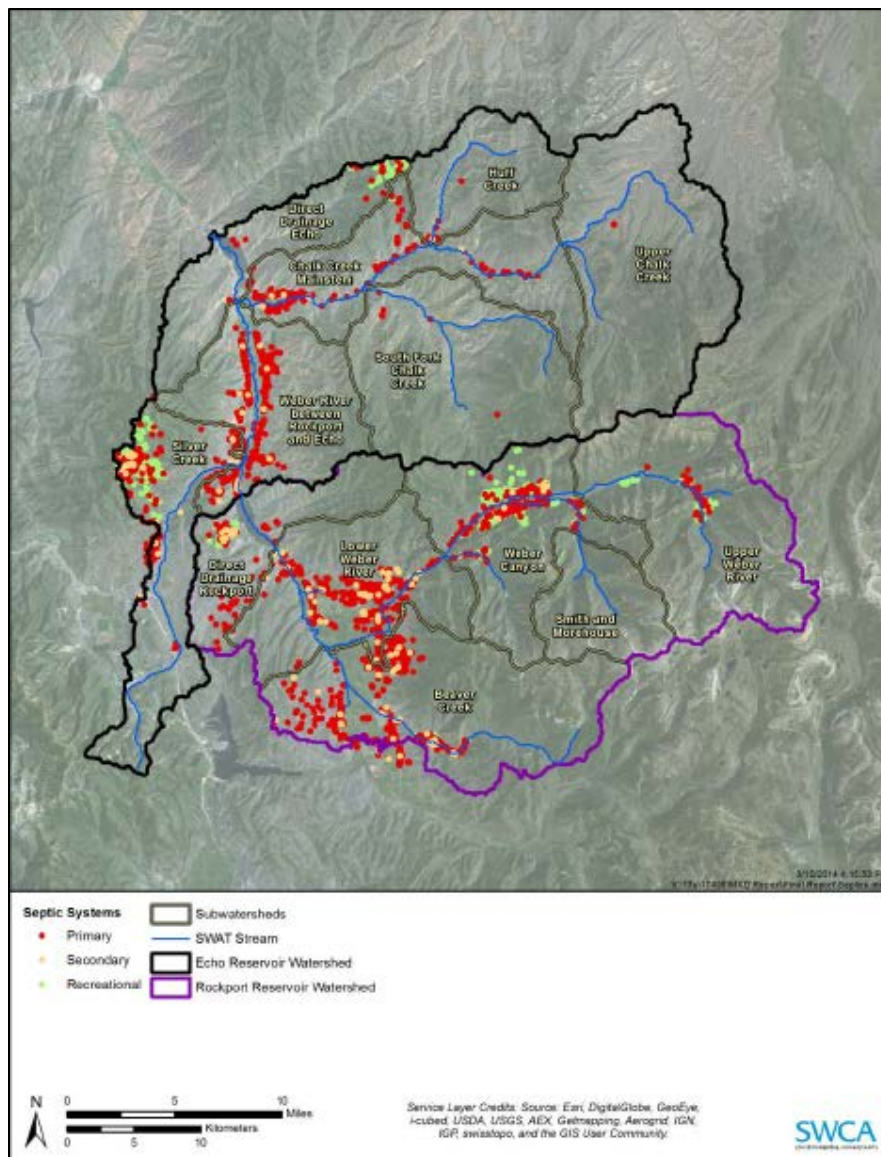 Huff
Creek
Direct
Drainage
Echo
Chalk Creek
Mainstem
Upper
Chalk
Creek
South Fork
Chalk
Creek
Weber River
between
Rockport
and Echo
Silver
Creek
Lower
Weber
River
Weber
Canyon
Upper
Weber
River
Direct
Drainage
Rockport
Smith and
Morehouse
Beaver
Creek
Septic Systems
Primary
Secondary
Recreational
Subwatersheds
SWAT Stream
Echo Reservoir Watershed
Rockport Reservoir Watershed
N
0 5 10
Miles
Kilometers
0 5 10
Service Layer Credits: Source: Esri, DigitalGlobe, GeoEye,
i-cubed, USDA, USGS, AEX, Getmapping, Aerogrid, IGN,
IGP, swisstopo, and the GIS User Community.
SWCA